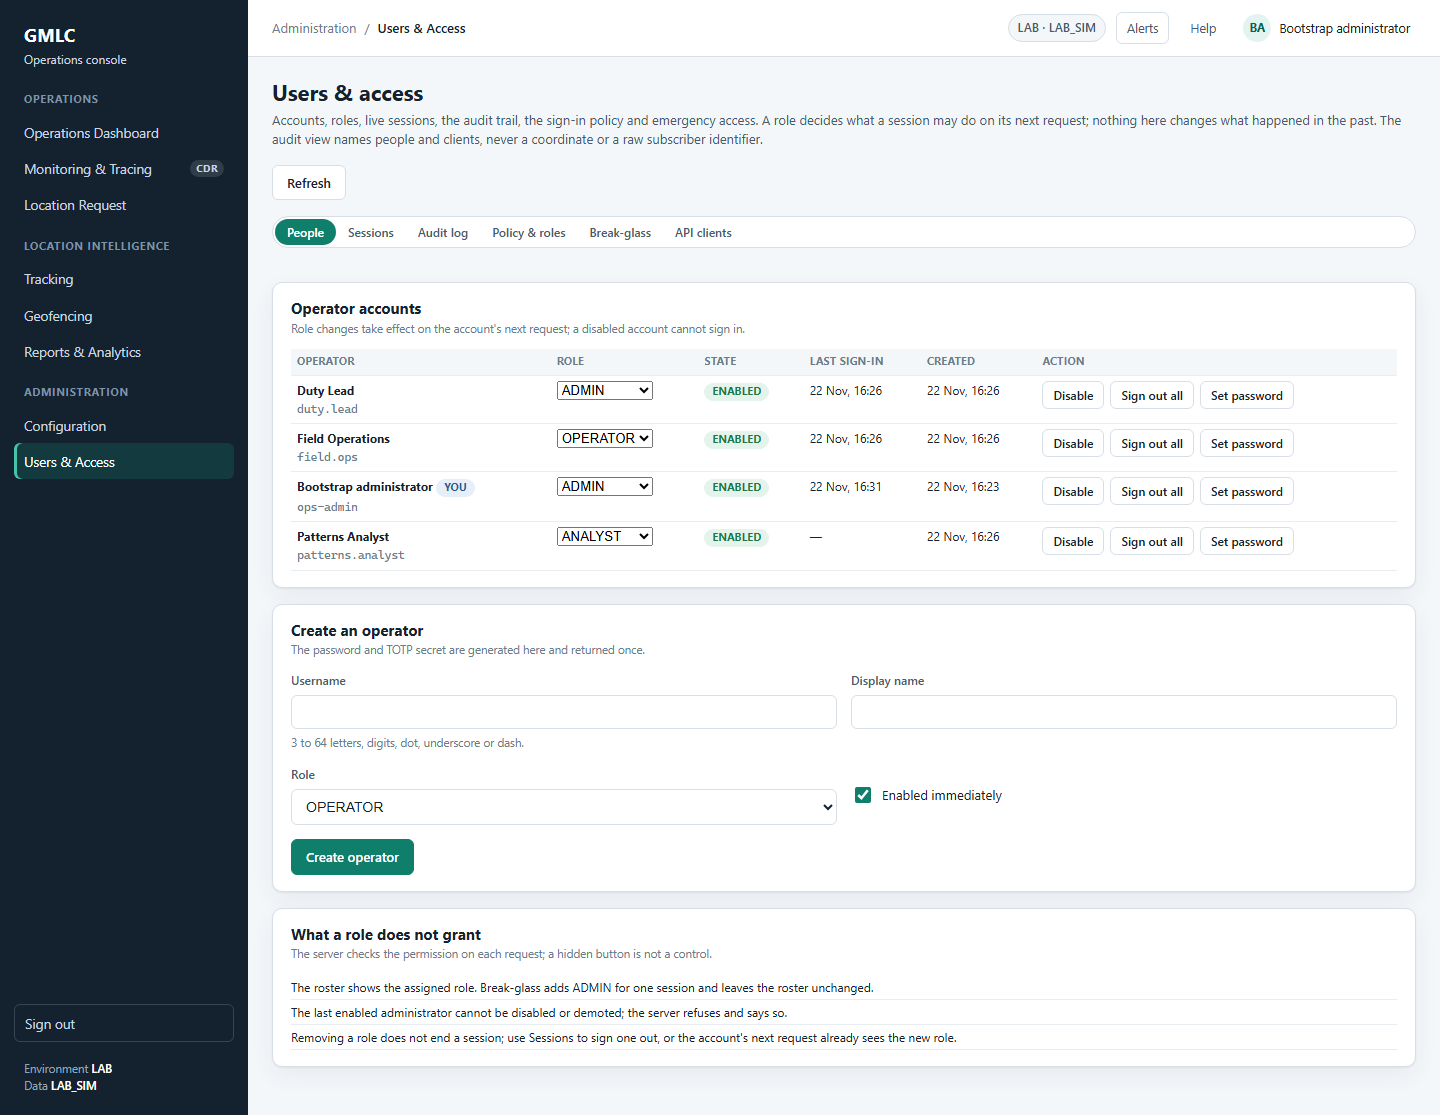 GMLC
Operations console
OPERATIONS
Operations Dashboard
Monitoring & Tracing CDR
Location Request
LOCATION INTELLIGENCE
Tracking
Geofencing
Reports & Analytics
ADMINISTRATION
Configuration
Users & Access
Sign out
Environment LAB
Data LAB_SIM
Administration / Users & Access
LAB · LAB_SIM Alerts Help BA Bootstrap administrator
Users & access
Accounts, roles, live sessions, the audit trail, the sign-in policy and emergency access. A role decides what a session may do on its next request; nothing here changes what happened in the past. The
audit view names people and clients, never a coordinate or a raw subscriber identifier.
Refresh
People Sessions Audit log Policy & roles Break-glass API clients
Operator accounts
Role changes take effect on the account's next request; a disabled account cannot sign in.
OPERATOR ROLE STATE LAST SIGN-IN CREATED ACTION
Duty Lead ADMIN ENABLED 22 Nov, 16:26 22 Nov, 16:26 Disable Sign out all Set password
duty.lead
Field Operations OPERATOR ENABLED 22 Nov, 16:26 22 Nov, 16:26 Disable Sign out all Set password
field.ops
Bootstrap administrator YOU ADMIN ENABLED 22 Nov, 16:31 22 Nov, 16:23 Disable Sign out all Set password
ops-admin
Patterns Analyst ANALYST ENABLED — 22 Nov, 16:26 Disable Sign out all Set password
patterns.analyst
Create an operator
The password and TOTP secret are generated here and returned once.
Username Display name
3 to 64 letters, digits, dot, underscore or dash.
Role
OPERATOR Enabled immediately
Create operator
What a role does not grant
The server checks the permission on each request; a hidden button is not a control.
The roster shows the assigned role. Break-glass adds ADMIN for one session and leaves the roster unchanged.
The last enabled administrator cannot be disabled or demoted; the server refuses and says so.
Removing a role does not end a session; use Sessions to sign one out, or the account's next request already sees the new role.